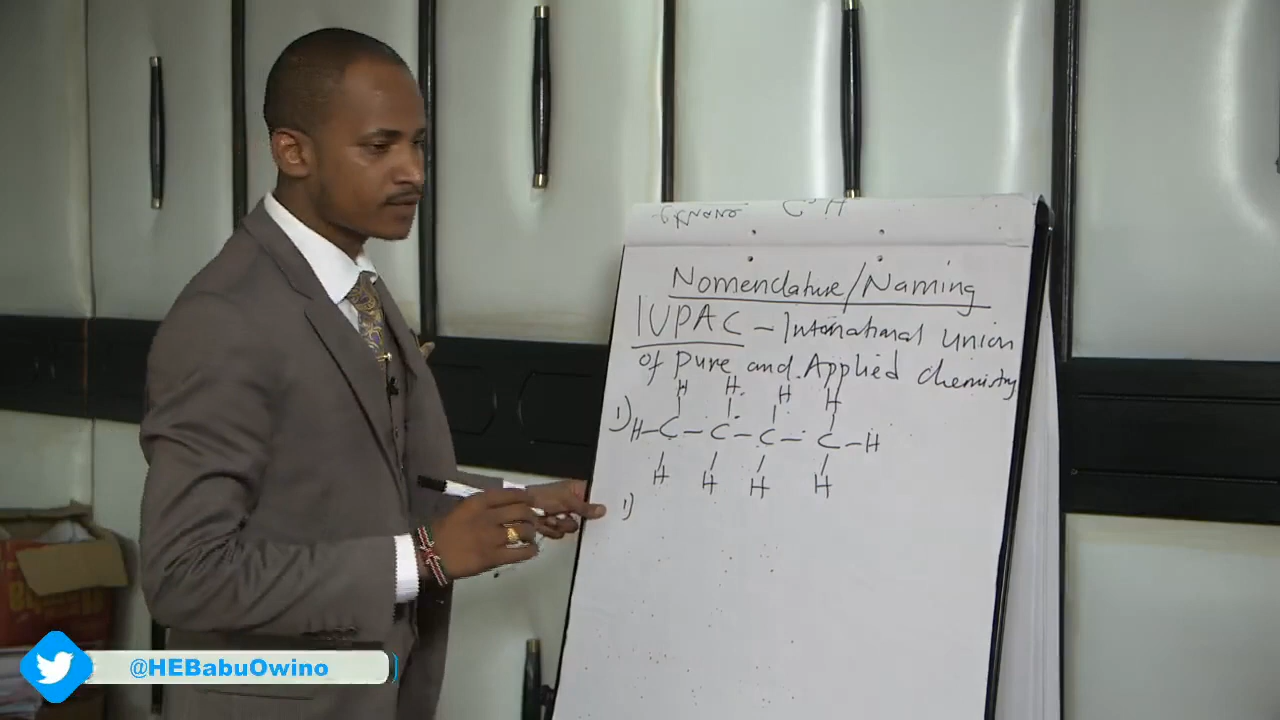 Nomenclature/Naming
IUPAC - International union
of Pure and Applied chemistry
H H H H
1) H-C-C-C-C-H
H H H H
1)
@HEBabuOwino